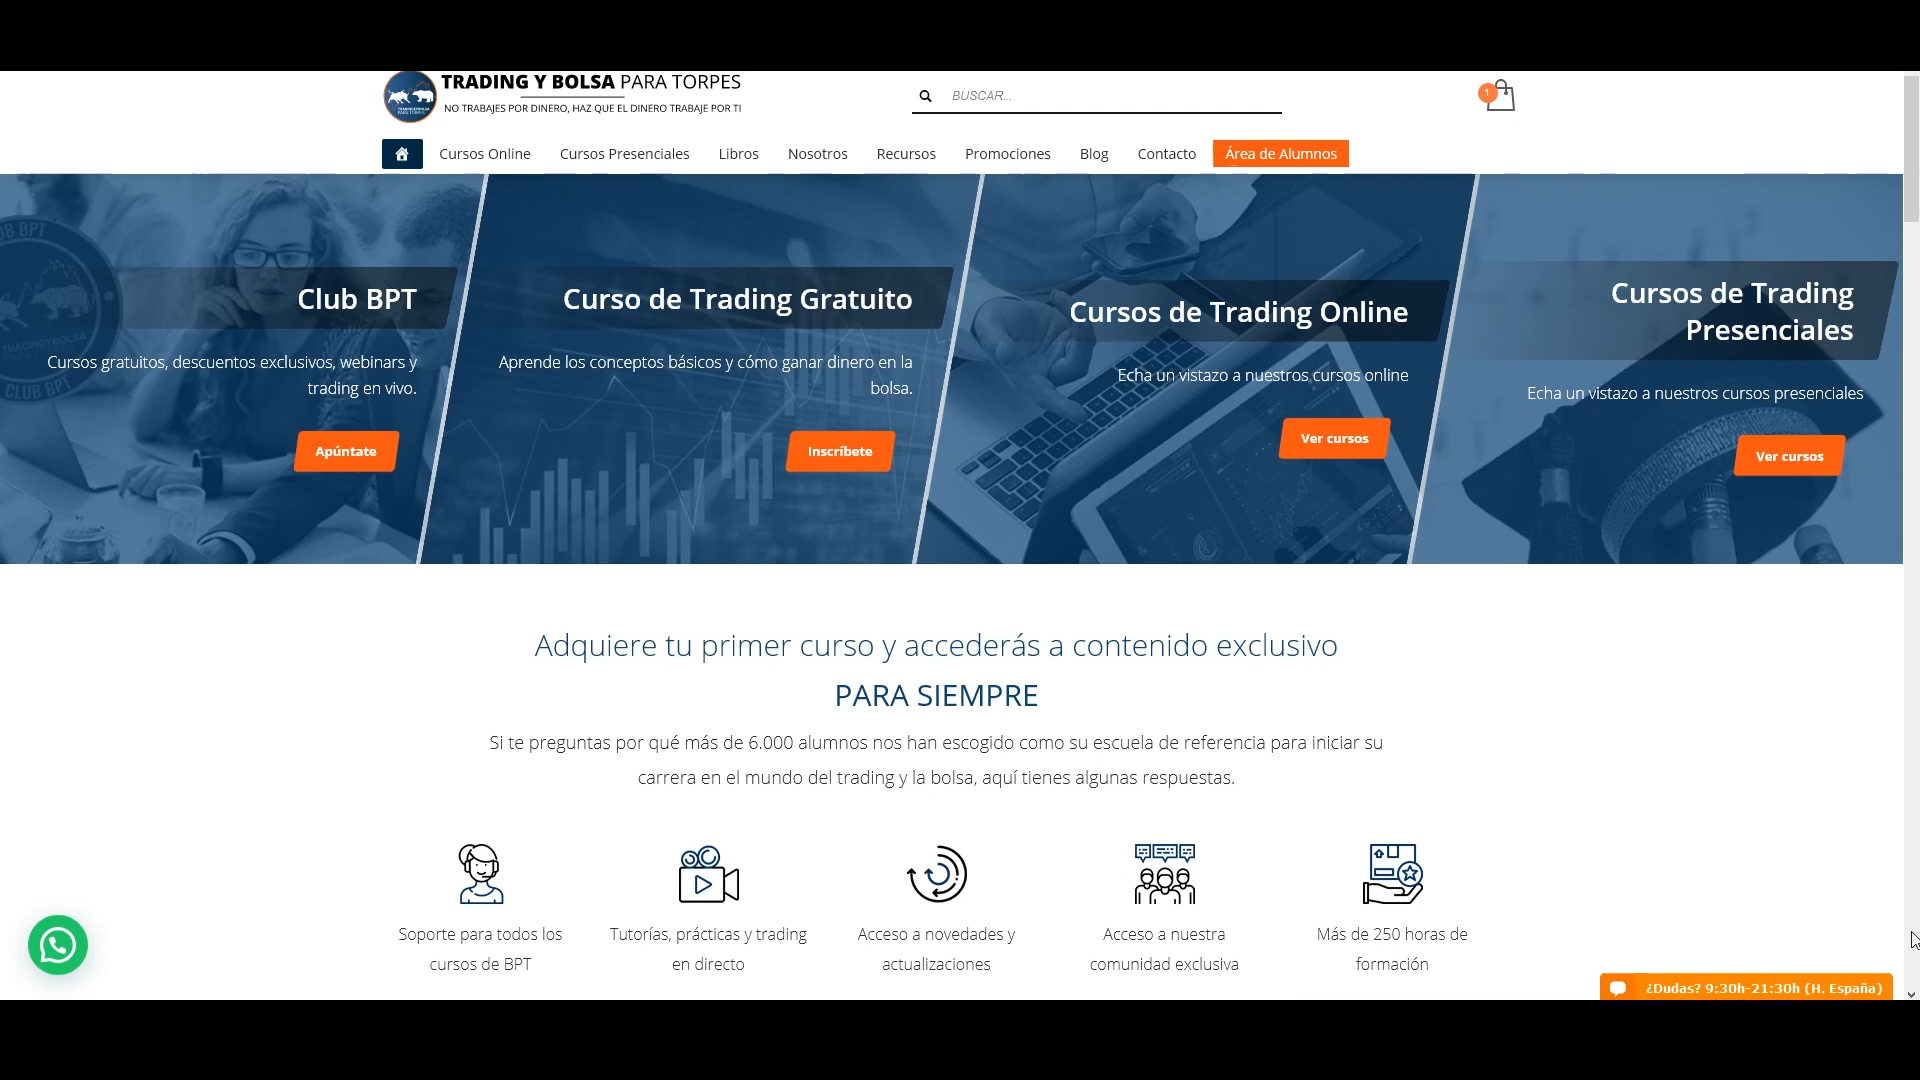 TRADING Y BOLSA PARA TORPES
NO TRABAJES POR DINERO, HAZ QUE EL DINERO TRABAJE POR TI
BUSCAR...
1
Cursos Online
Cursos Presenciales
Libros
Nosotros
Recursos
Promociones
Blog
Contacto
Área de Alumnos
CLUB BPT
Club BPT
Cursos gratuitos, descuentos exclusivos, webinars y
trading en vivo.
Apúntate
Curso de Trading Gratuito
Aprende los conceptos básicos y cómo ganar dinero en la
bolsa.
Inscríbete
Cursos de Trading Online
Echa un vistazo a nuestros cursos online
Ver cursos
Cursos de Trading
Presenciales
Echa un vistazo a nuestros cursos presenciales
Ver cursos
Adquiere tu primer curso y accederás a contenido exclusivo
PARA SIEMPRE
Si te preguntas por qué más de 6.000 alumnos nos han escogido como su escuela de referencia para iniciar su
carrera en el mundo del trading y la bolsa, aquí tienes algunas respuestas.
Soporte para todos los
cursos de BPT
Tutorías, prácticas y trading
en directo
Acceso a novedades y
actualizaciones
Acceso a nuestra
comunidad exclusiva
Más de 250 horas de
formación
¿Dudas? 9:30h-21:30h (H. España)